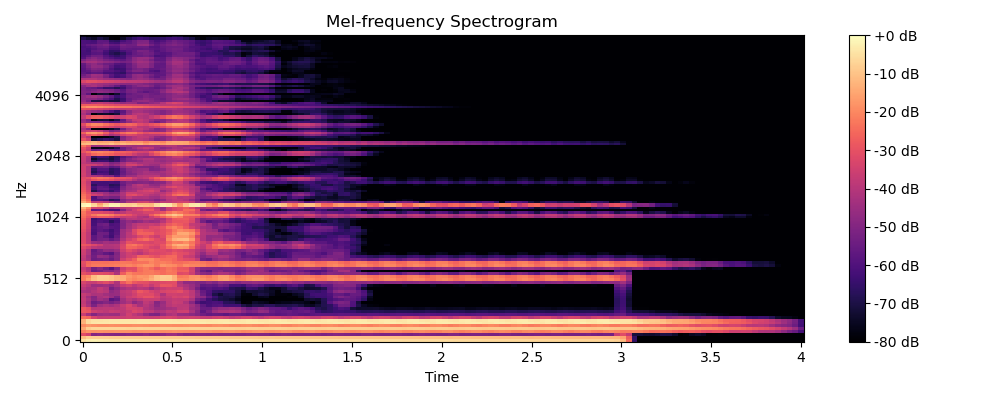 Mel-frequency Spectrogram
+0 dB
-10 dB
-20 dB
-30 dB
-40 dB
-50 dB
-60 dB
-70 dB
-80 dB
4096
2048
1024
512
0
Hz
0 0.5 1 1.5 2 2.5 3 3.5 4
Time